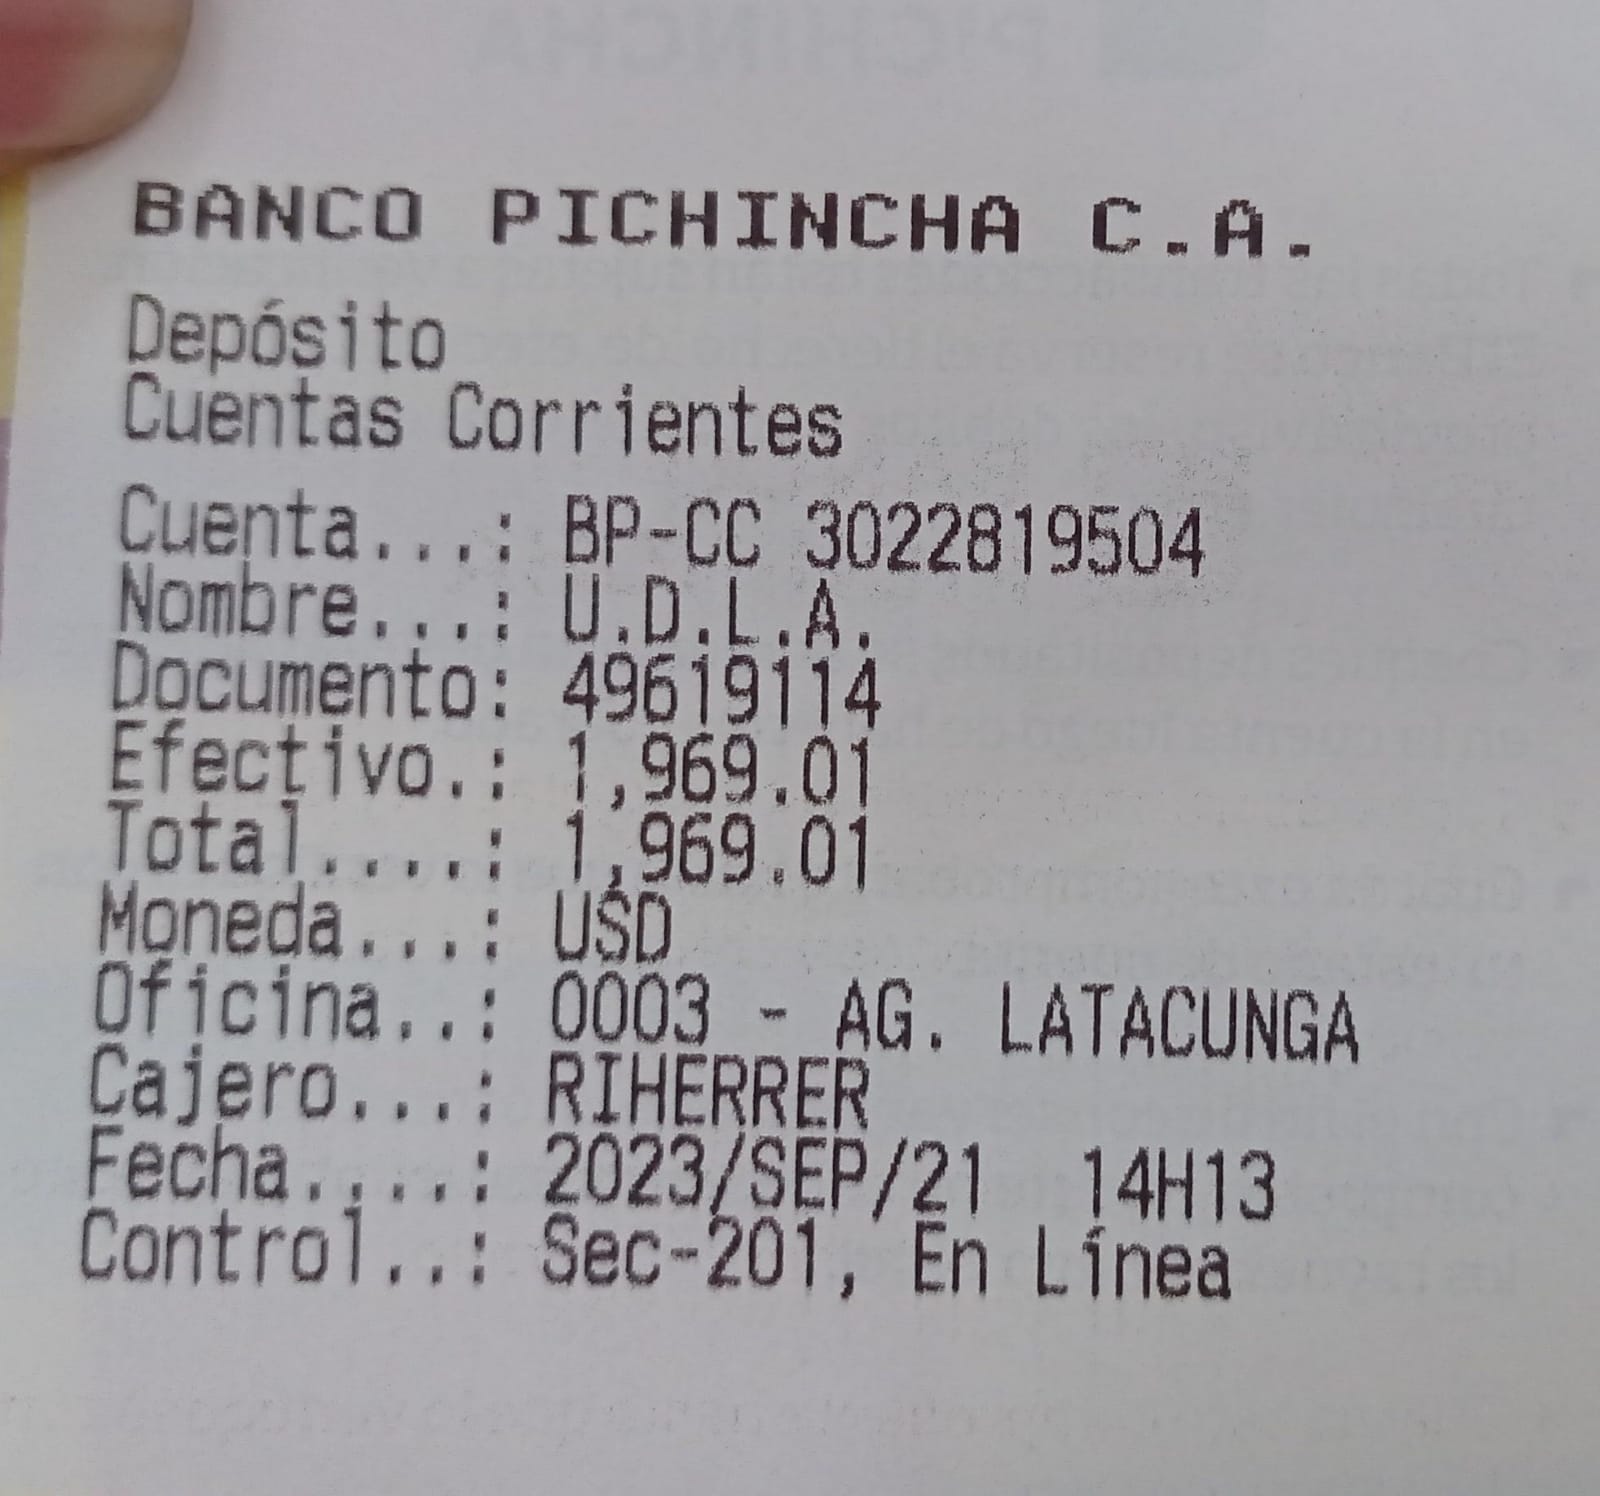 BANCO PICHINCHA C.A.
Depósito
Cuentas Corrientes
Cuenta...: BP-CC 3022819504
Nombre...: U.D.L.A.
Documento: 49619114
Efectivo.: 1,969.01
Total....: 1,969.01
Moneda...: USD
Oficina..: 0003 - AG. LATACUNGA
Cajero...: RIHERRER
Fecha....: 2023/SEP/21 14H13
Control..: Sec-201, En Línea